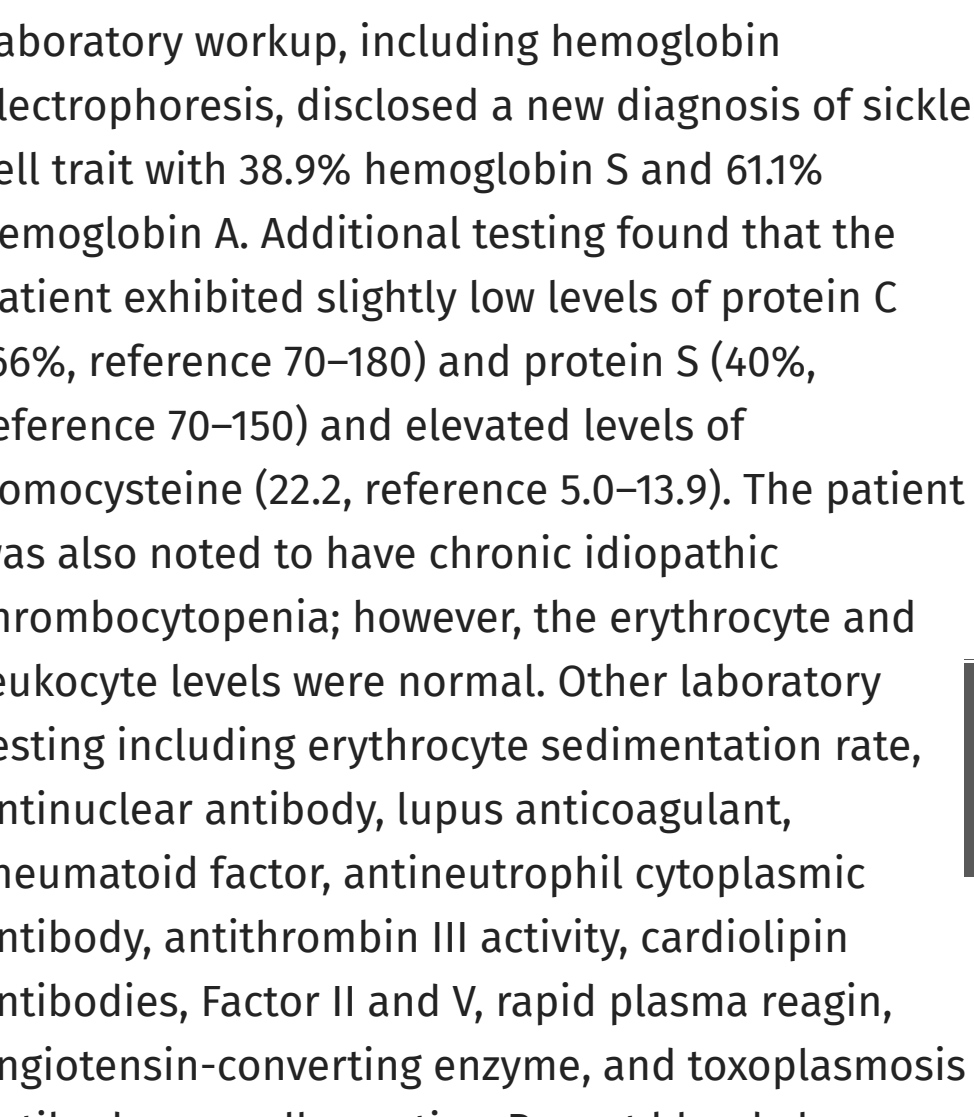 aboratory workup, including hemoglobin
lectrophoresis, disclosed a new diagnosis of sickle
ell trait with 38.9% hemoglobin S and 61.1%
emoglobin A. Additional testing found that the
atient exhibited slightly low levels of protein C
66%, reference 70–180) and protein S (40%,
eference 70–150) and elevated levels of
omocysteine (22.2, reference 5.0–13.9). The patient
as also noted to have chronic idiopathic
hrombocytopenia; however, the erythrocyte and
eukocyte levels were normal. Other laboratory
esting including erythrocyte sedimentation rate,
ntinuclear antibody, lupus anticoagulant,
heumatoid factor, antineutrophil cytoplasmic
ntibody, antithrombin III activity, cardiolipin
ntibodies, Factor II and V, rapid plasma reagin,
ngiotensin-converting enzyme, and toxoplasmosis